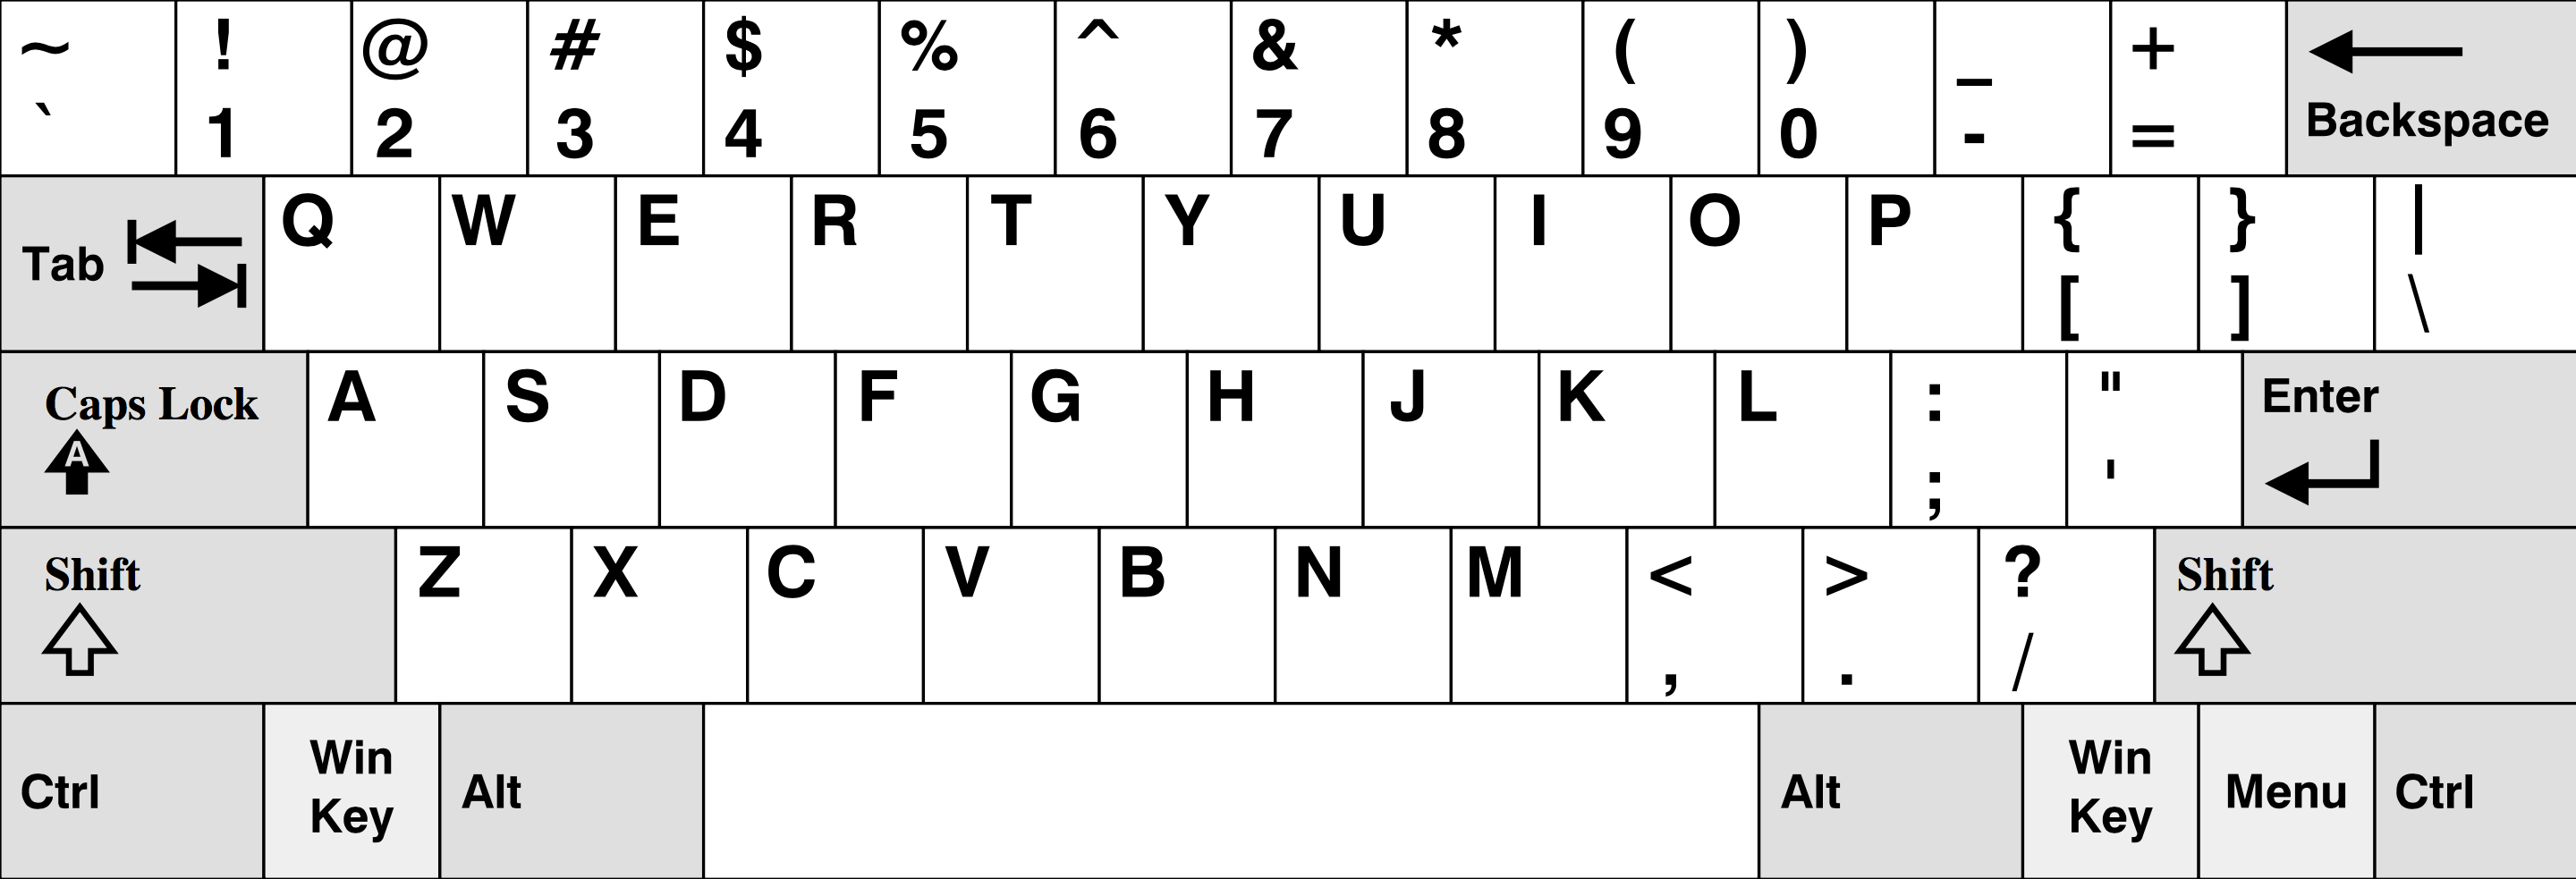 ~ ! @ # $ % ^ & * ( ) _ +
` 1 2 3 4 5 6 7 8 9 0 - = Backspace
Tab Q W E R T Y U I O P { } |
[ ] \
Caps Lock A S D F G H J K L : " Enter
A ; '
Shift Z X C V B N M < > ? Shift
, . /
Ctrl Win Key Alt Alt Win Key Menu Ctrl